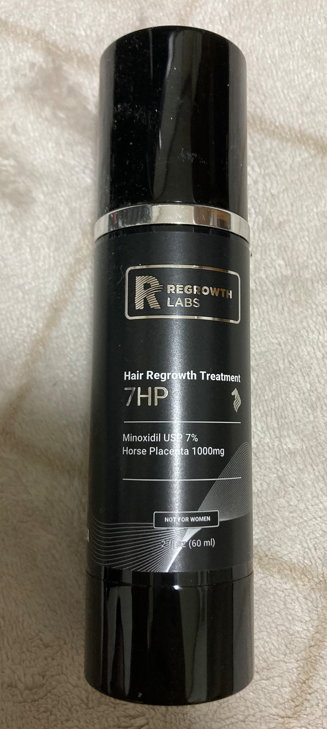 REGROWTH
LABS
Hair Regrowth Treatment
7HP
Minoxidil USP 7%
Horse Placenta 1000mg
NOT FOR WOMEN
(60 ml)